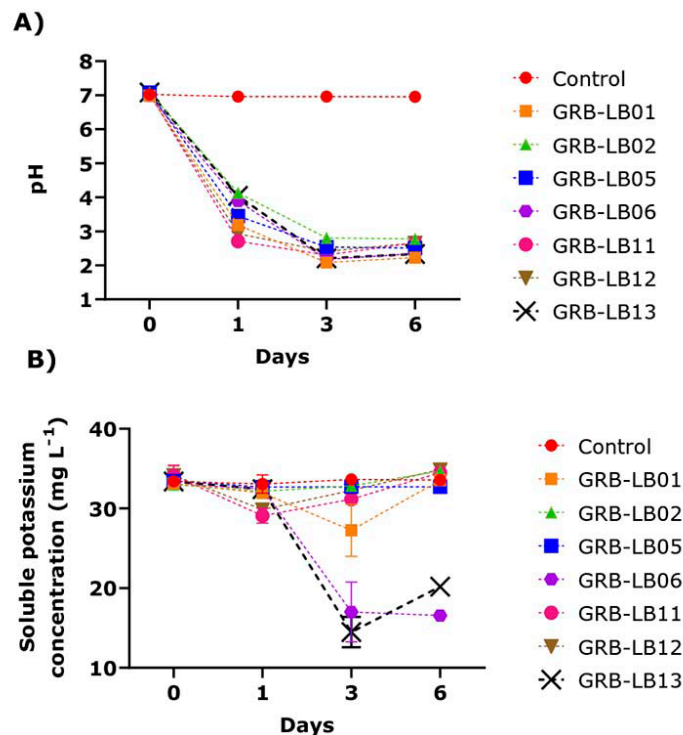 A)
8
7
6
5
4
3
2
1
pH
0
1
3
6
Days
Control
GRB-LB01
GRB-LB02
GRB-LB05
GRB-LB06
GRB-LB11
GRB-LB12
GRB-LB13
B)
40
30
20
10
Soluble potassium
concentration (mg L⁻¹)
0
1
3
6
Days
Control
GRB-LB01
GRB-LB02
GRB-LB05
GRB-LB06
GRB-LB11
GRB-LB12
GRB-LB13